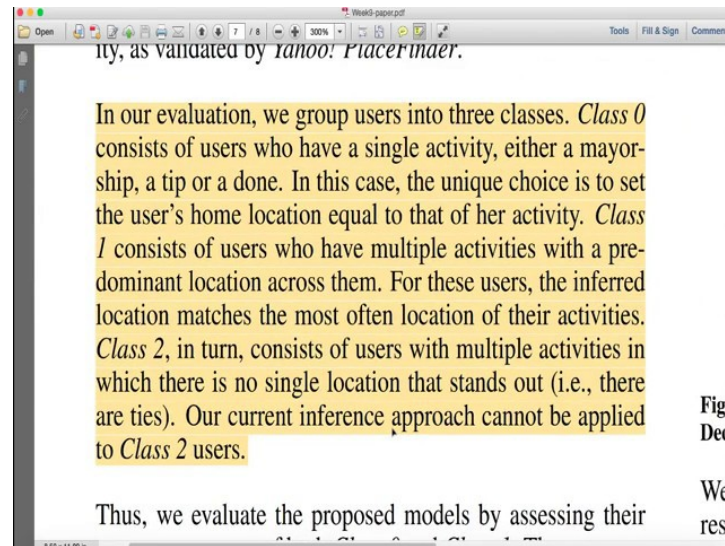 Week9-paper.pdf
Open 7 / 8 300% Tools Fill & Sign Commen
ity, as validated by Yahoo! PlaceFinder.
In our evaluation, we group users into three classes. Class 0
consists of users who have a single activity, either a mayor-
ship, a tip or a done. In this case, the unique choice is to set
the user's home location equal to that of her activity. Class
1 consists of users who have multiple activities with a pre-
dominant location across them. For these users, the inferred
location matches the most often location of their activities.
Class 2, in turn, consists of users with multiple activities in
which there is no single location that stands out (i.e., there
are ties). Our current inference approach cannot be applied
to Class 2 users.
Thus, we evaluate the proposed models by assessing their
Fig
Dec
We
res